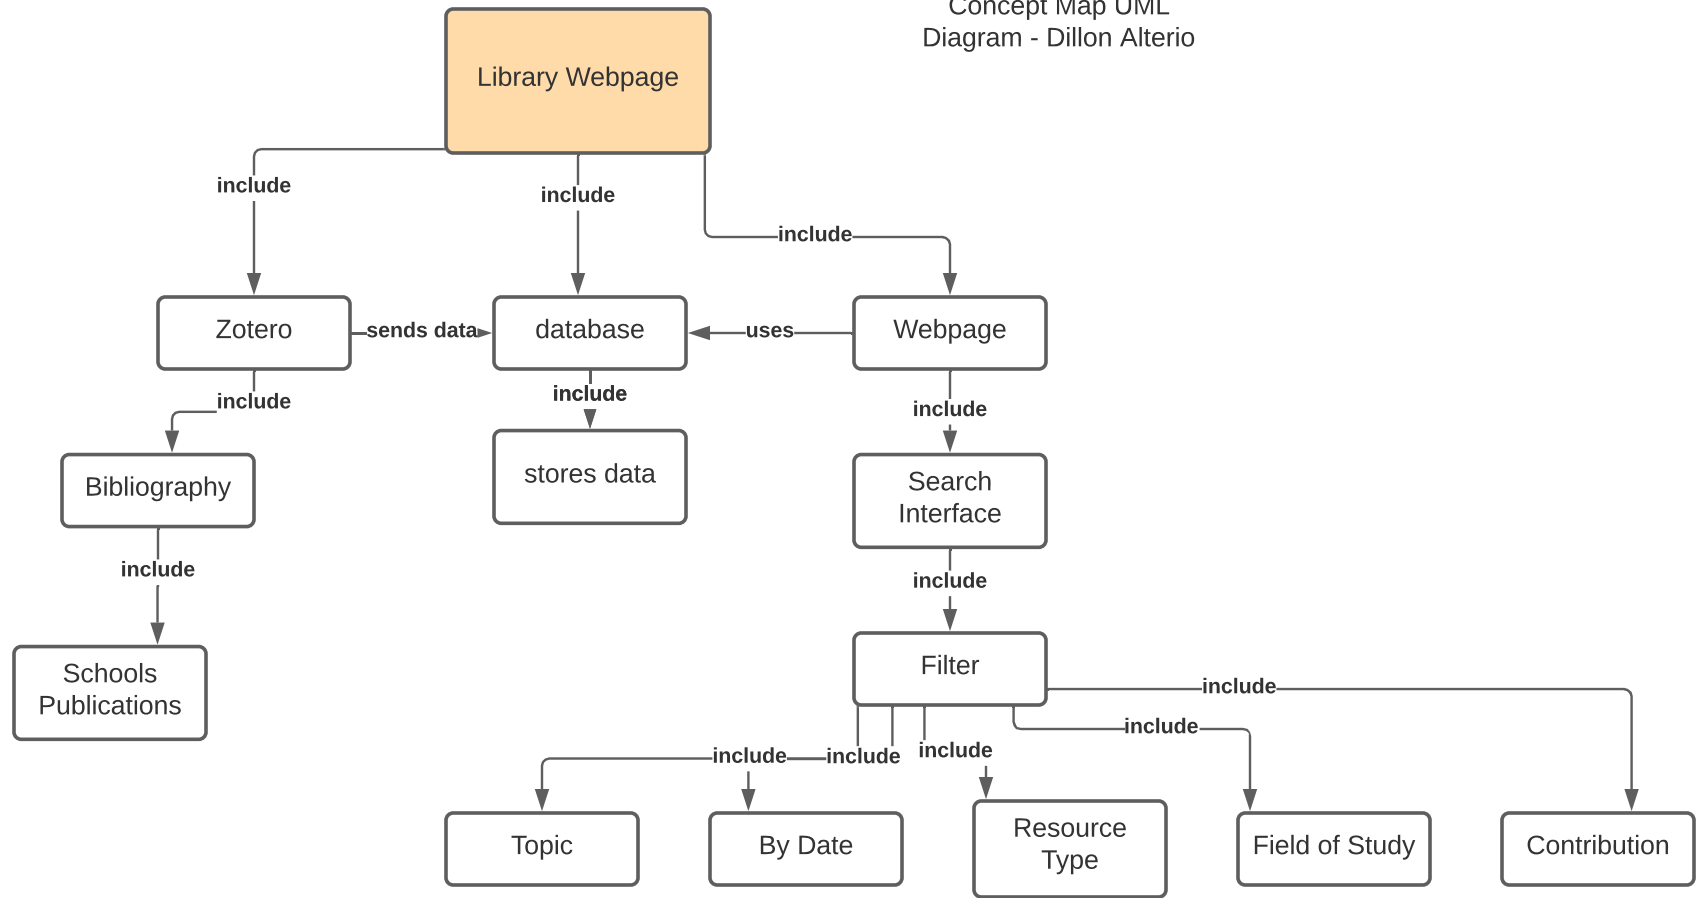 Concept Map UML
Diagram - Dillon Alterio
Library Webpage
include
include
include
Zotero
sends data
database
uses
Webpage
include
include
include
Bibliography
stores data
Search
Interface
include
include
Schools
Publications
Filter
include
include
include
include
include
Topic
By Date
Resource
Type
Field of Study
Contribution